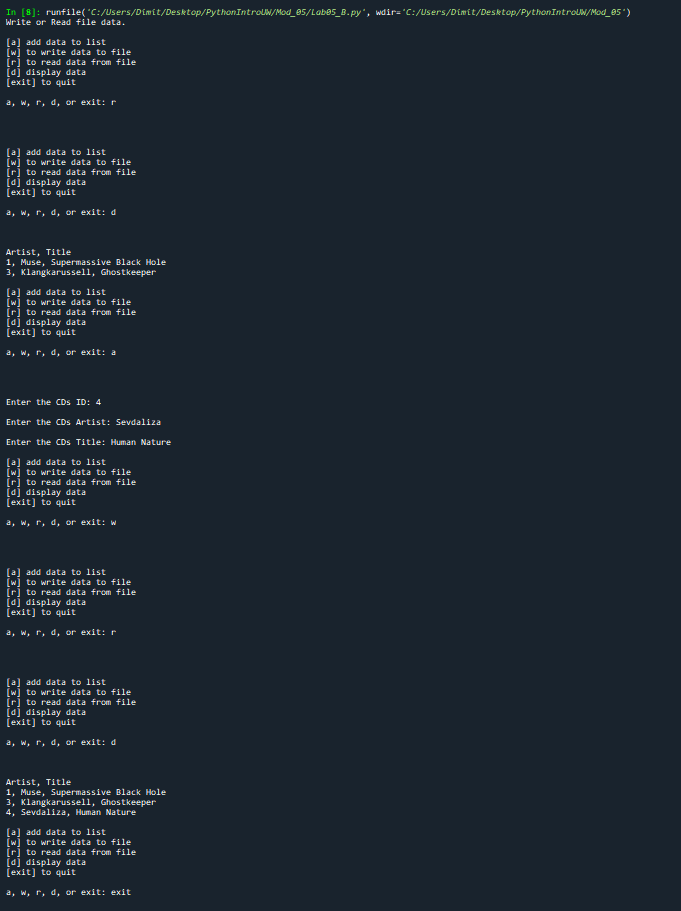 In [8]: runfile('C:/Users/Dimit/Desktop/PythonIntroUW/Mod_05/Lab05_B.py', wdir='C:/Users/Dimit/Desktop/PythonIntroUW/Mod_05')
Write or Read file data.
[a] add data to list
[w] to write data to file
[r] to read data from file
[d] display data
[exit] to quit
a, w, r, d, or exit: r
[a] add data to list
[w] to write data to file
[r] to read data from file
[d] display data
[exit] to quit
a, w, r, d, or exit: d
Artist, Title
1, Muse, Supermassive Black Hole
3, Klangkarussell, Ghostkeeper
[a] add data to list
[w] to write data to file
[r] to read data from file
[d] display data
[exit] to quit
a, w, r, d, or exit: a
Enter the CDs ID: 4
Enter the CDs Artist: Sevdaliza
Enter the CDs Title: Human Nature
[a] add data to list
[w] to write data to file
[r] to read data from file
[d] display data
[exit] to quit
a, w, r, d, or exit: w
[a] add data to list
[w] to write data to file
[r] to read data from file
[d] display data
[exit] to quit
a, w, r, d, or exit: r
[a] add data to list
[w] to write data to file
[r] to read data from file
[d] display data
[exit] to quit
a, w, r, d, or exit: d
Artist, Title
1, Muse, Supermassive Black Hole
3, Klangkarussell, Ghostkeeper
4, Sevdaliza, Human Nature
[a] add data to list
[w] to write data to file
[r] to read data from file
[d] display data
[exit] to quit
a, w, r, d, or exit: exit